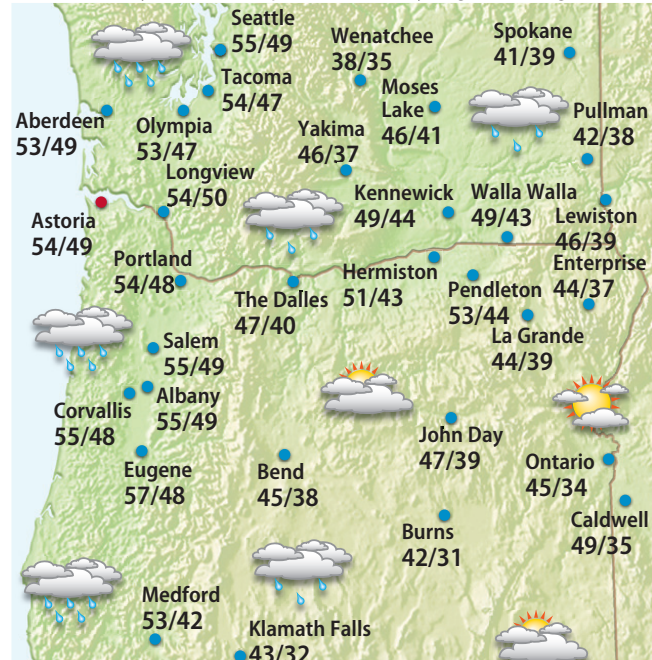 Seattle
55/49
Wenatchee
38/35
Spokane
41/39
Tacoma
54/47
Moses
Lake
46/41
Pullman
42/38
Aberdeen
53/49
Olympia
53/47
Yakima
46/37
Longview
54/50
Kennewick
49/44
Walla Walla
49/43
Lewiston
46/39
Astoria
54/49
Portland
54/48
The Dalles
47/40
Hermiston
51/43
Pendleton
53/44
Enterprise
44/37
La Grande
44/39
Salem
55/49
Albany
55/49
Corvallis
55/48
John Day
47/39
Eugene
57/48
Bend
45/38
Ontario
45/34
Caldwell
49/35
Burns
42/31
Medford
53/42
Klamath Falls
43/32